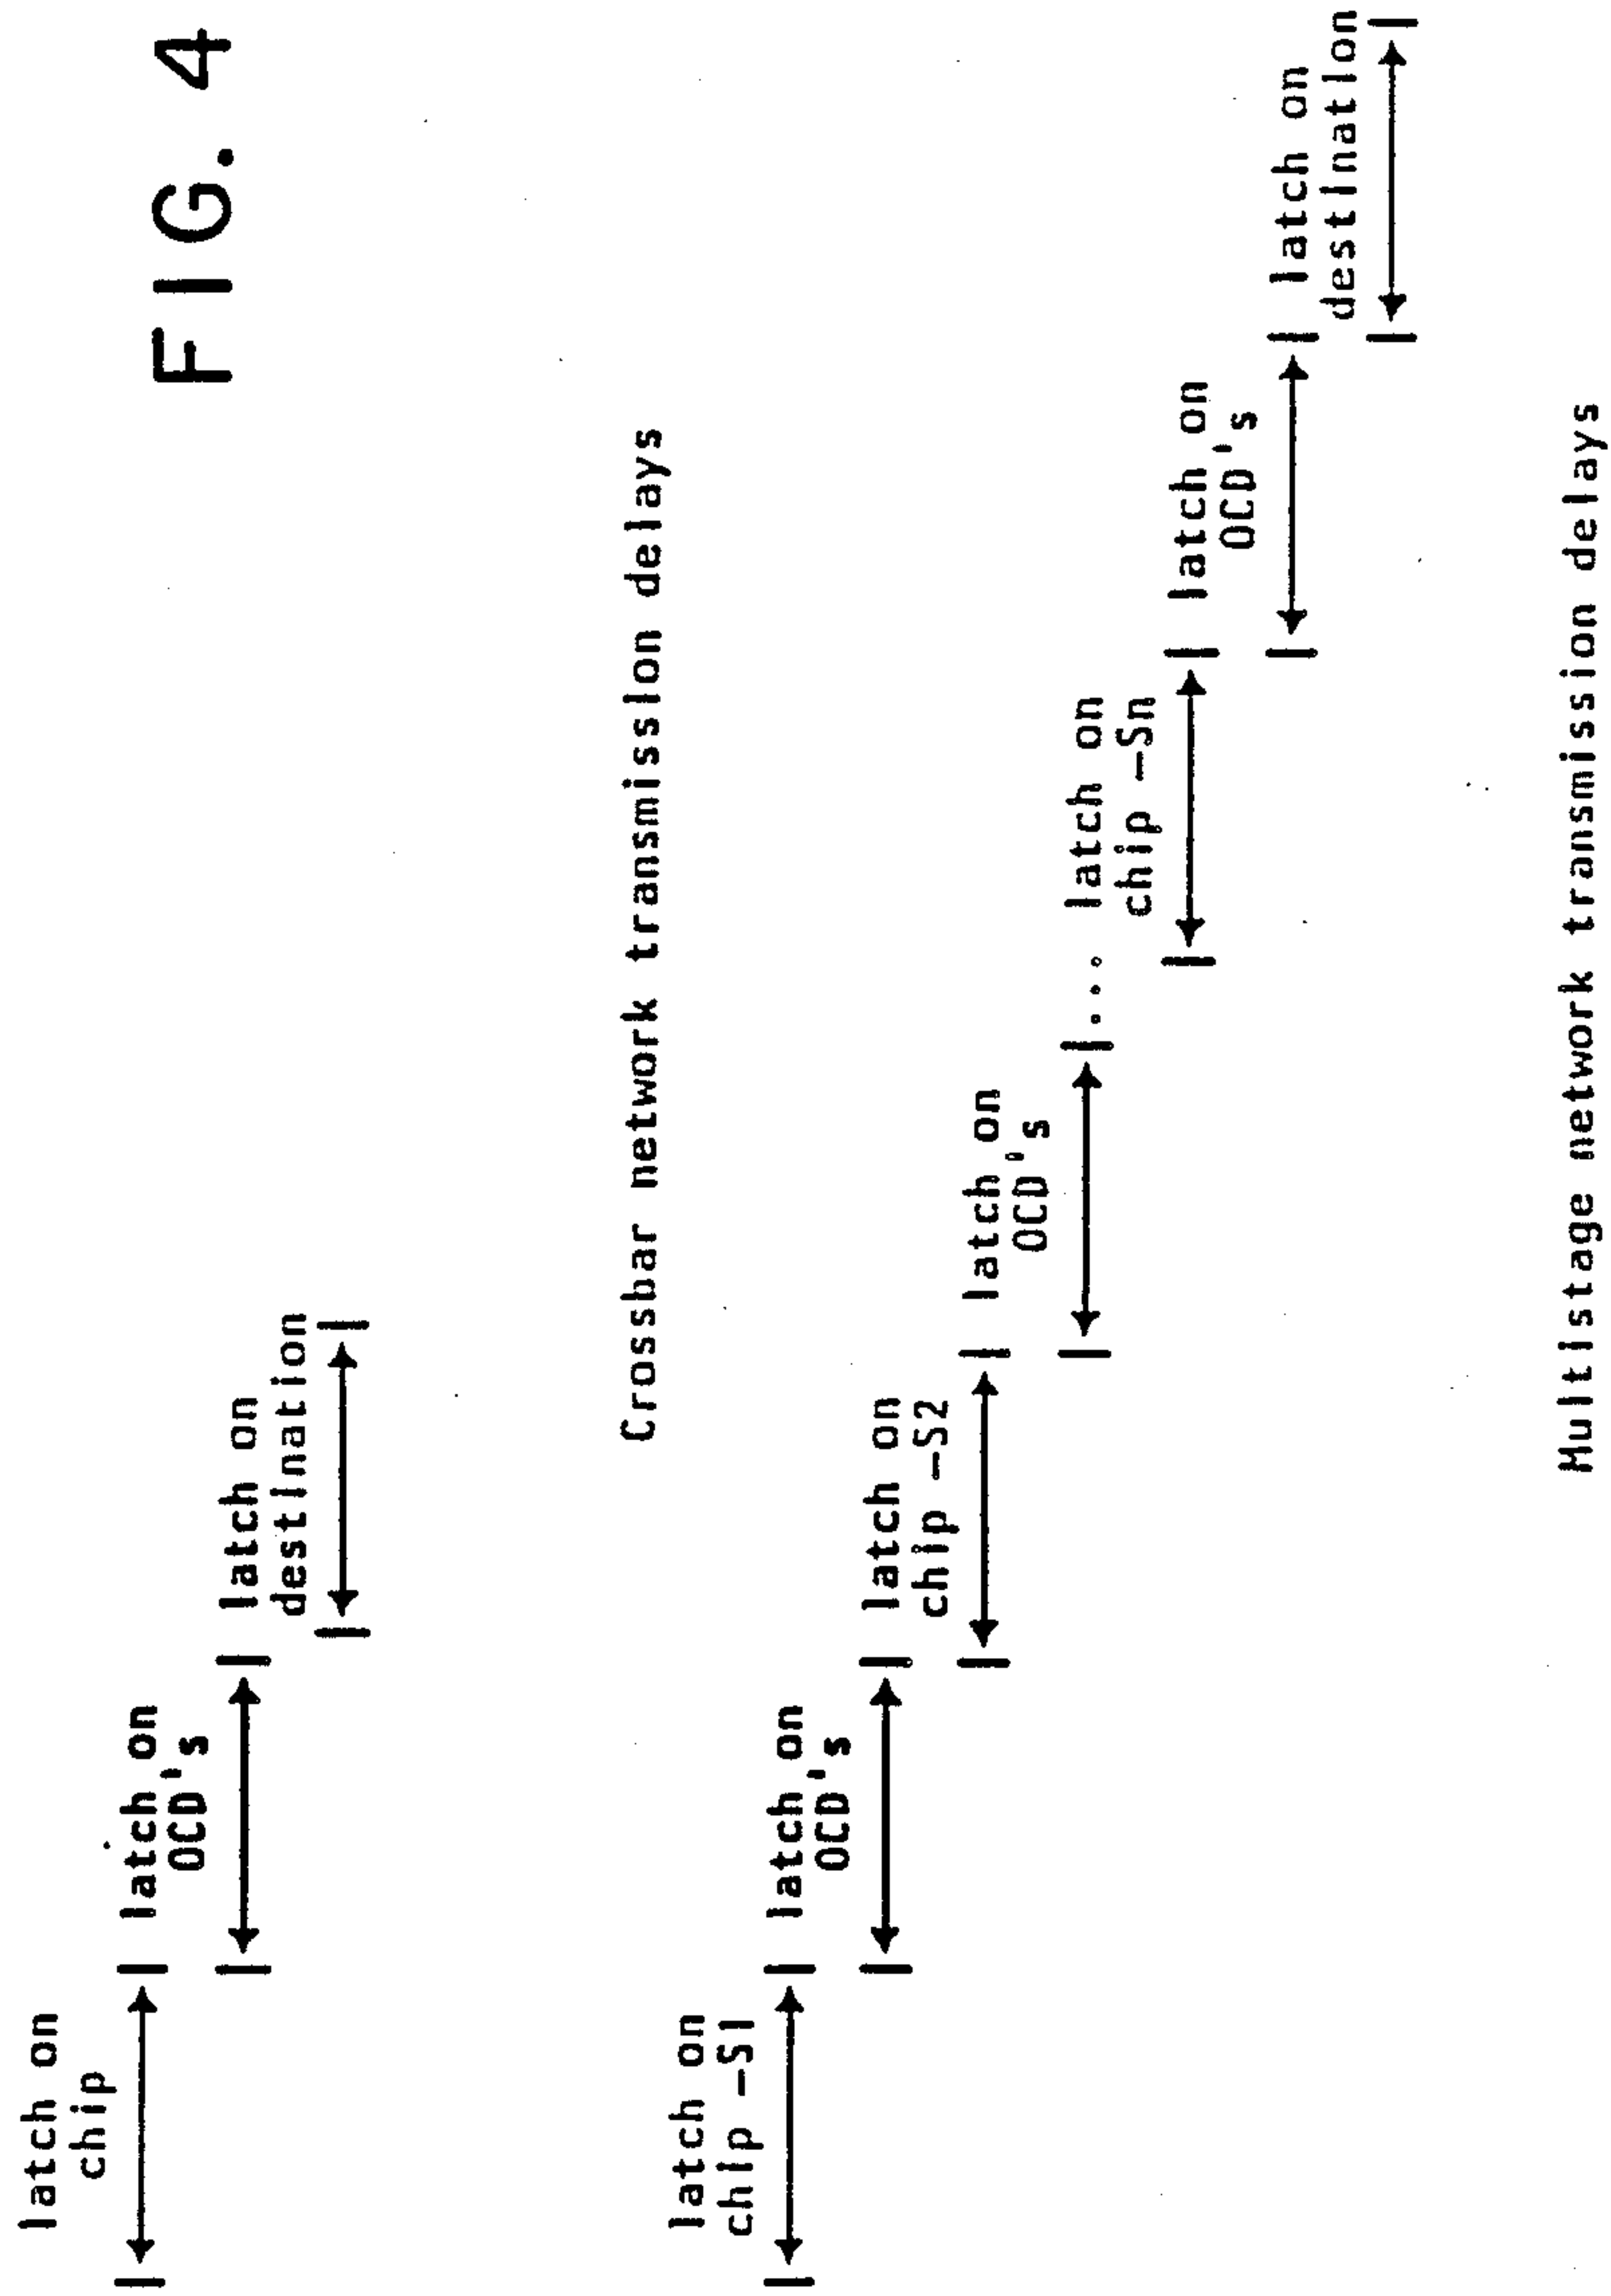 FIG. 4
latch on
chip
latch on
OCD's
latch on
destination
Crossbar network transmission delays
latch on
chip -S1
latch on
OCD's
latch on
chip -S2
latch on
OCD's
... latch on
chip -Sn
latch on
OCD's
latch on
destination
Multistage network transmission delays